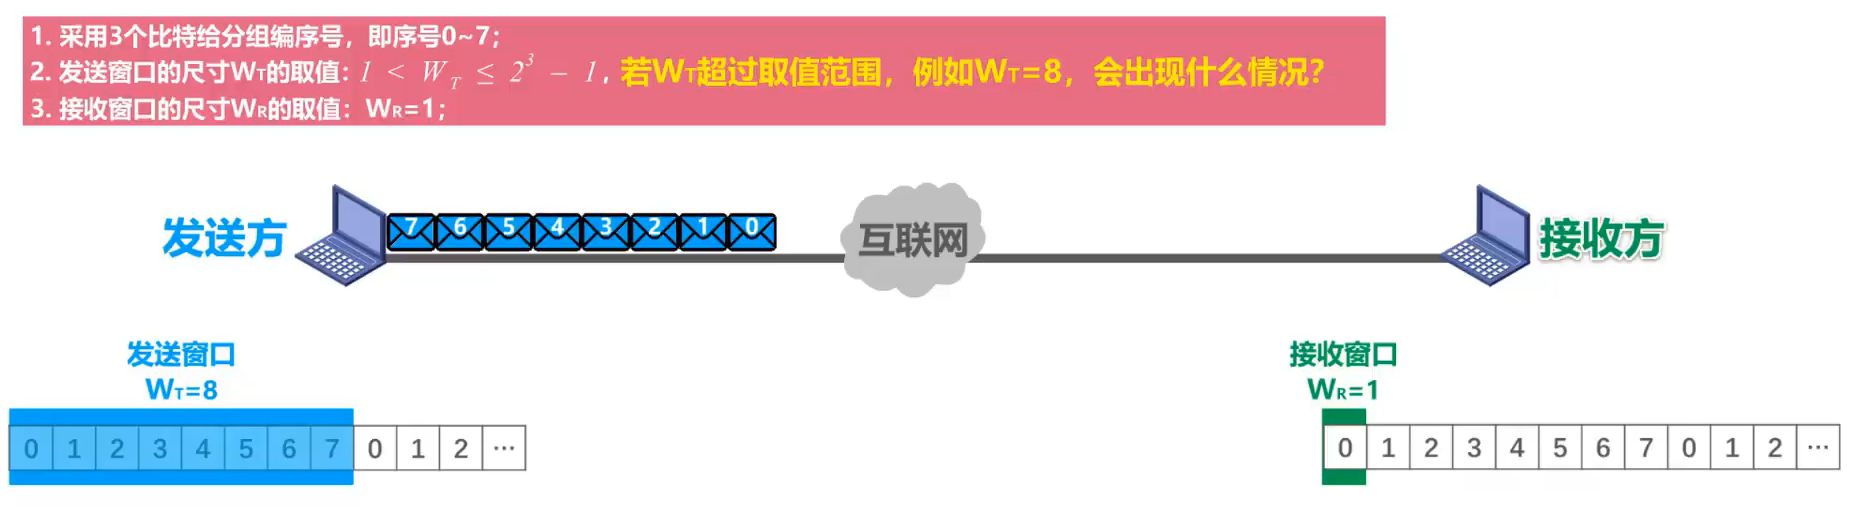 1. 采用3个比特给分组编序号，即序号0~7；
2. 发送窗口的尺寸WT的取值：1 < W_T ≤ 2^3 − 1，若WT超过取值范围，例如WT=8，会出现什么情况？
3. 接收窗口的尺寸WR的取值：WR=1；
发送方
7 6 5 4 3 2 1 0
互联网
接收方
发送窗口
WT=8
0 1 2 3 4 5 6 7 0 1 2 …
接收窗口
WR=1
0 1 2 3 4 5 6 7 0 1 2 …